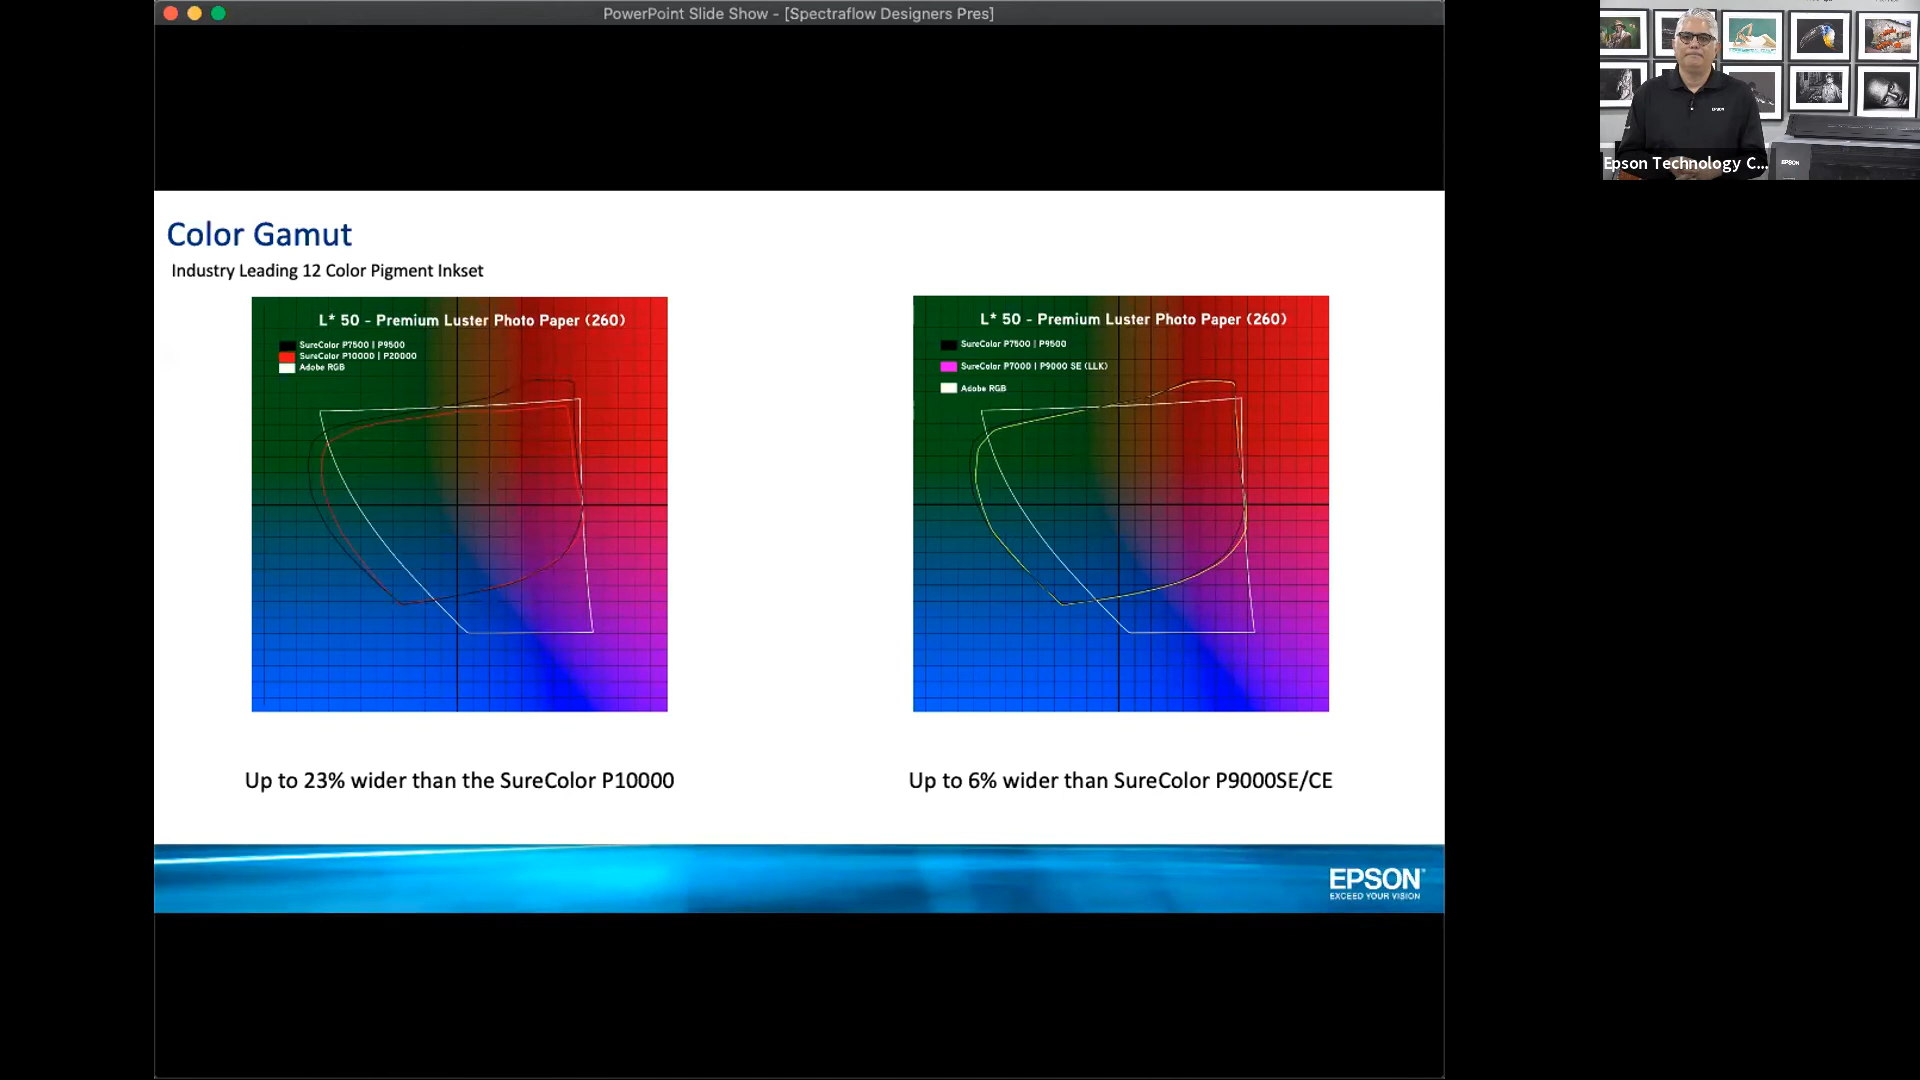 PowerPoint Slide Show - [Spectraflow Designers Pres]
Color Gamut
Industry Leading 12 Color Pigment Inkset
L* 50 - Premium Luster Photo Paper (260)
SureColor P7500 | P9500
SureColor P10000 | P20000
Adobe RGB
L* 50 - Premium Luster Photo Paper (260)
SureColor P7500 | P9500
SureColor P7000 | P9000 SE (LLK)
Adobe RGB
Up to 23% wider than the SureColor P10000
Up to 6% wider than SureColor P9000SE/CE
EPSON
EXCEED YOUR VISION
EPSON
Epson Technology C...
EPSON